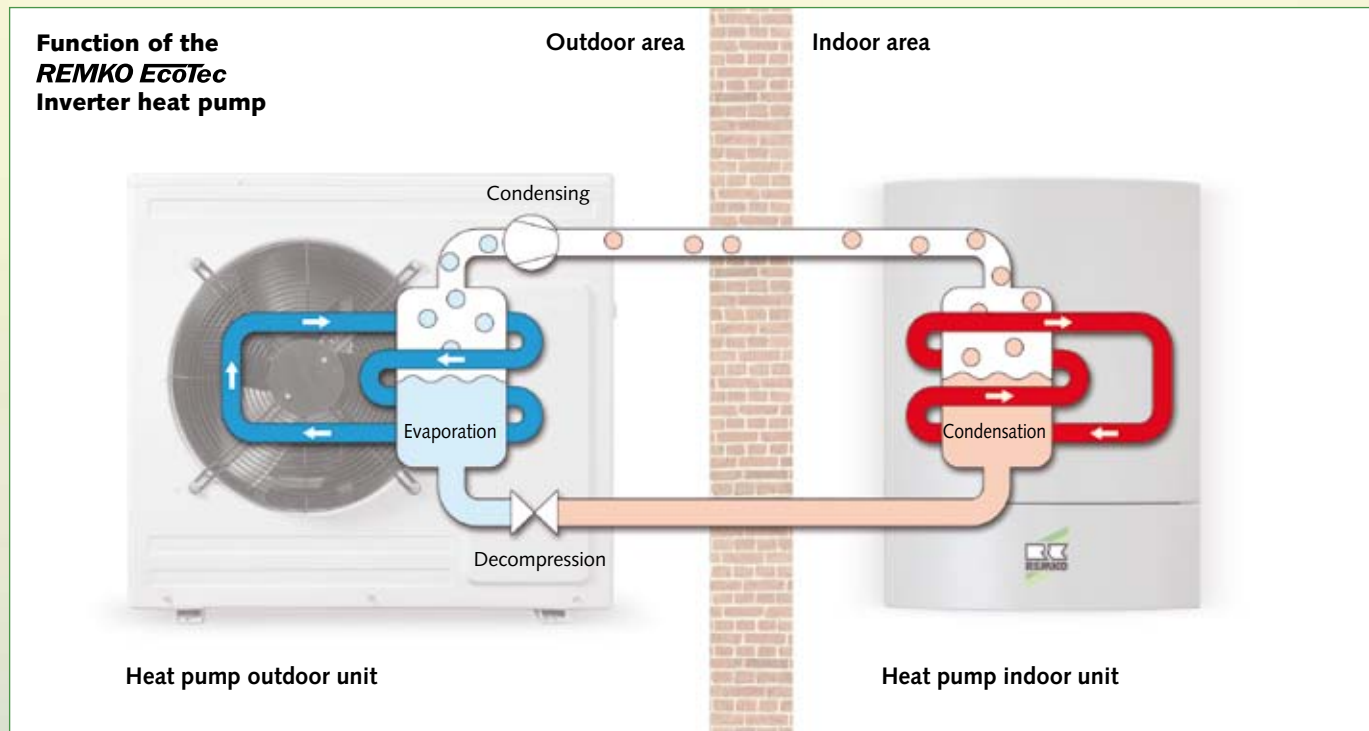 Function of the
REMKO EcoTec
Inverter heat pump
Outdoor area
Indoor area
Condensing
Evaporation
Condensation
Decompression
REMKO
Heat pump outdoor unit
Heat pump indoor unit